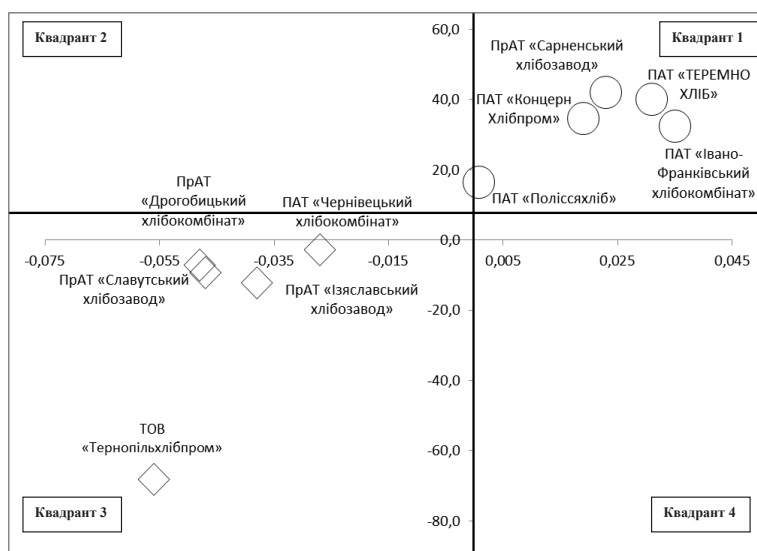 Квадрант 2
Квадрант 1
60,0
40,0
20,0
0,0
-20,0
-40,0
-60,0
-80,0
-0,075
-0,055
-0,035
-0,015
0,005
0,025
0,045
ПрАТ «Сарненський
хлібозавод»
ПАТ «ТЕРЕМНО
ХЛІБ»
ПАТ «Концерн
Хлібпром»
ПАТ «Івано-
Франківський
хлібокомбінат»
ПАТ «Поліссяхліб»
ПрАТ
«Дрогобицький
хлібокомбінат»
ПАТ «Чернівецький
хлібокомбінат»
ПрАТ «Славутський
хлібозавод»
ПрАТ «Ізяславський
хлібозавод»
ТОВ
«Тернопільхлібпром»
Квадрант 3
Квадрант 4